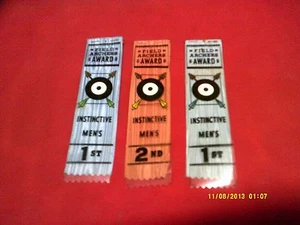 FIELD
ARCHERS
AWARD
INSTINCTIVE
MEN'S
1ST
FIELD
ARCHERS
AWARD
INSTINCTIVE
MEN'S
2ND
FIELD
ARCHERS
AWARD
INSTINCTIVE
MEN'S
1ST
11/08/2013 01:07